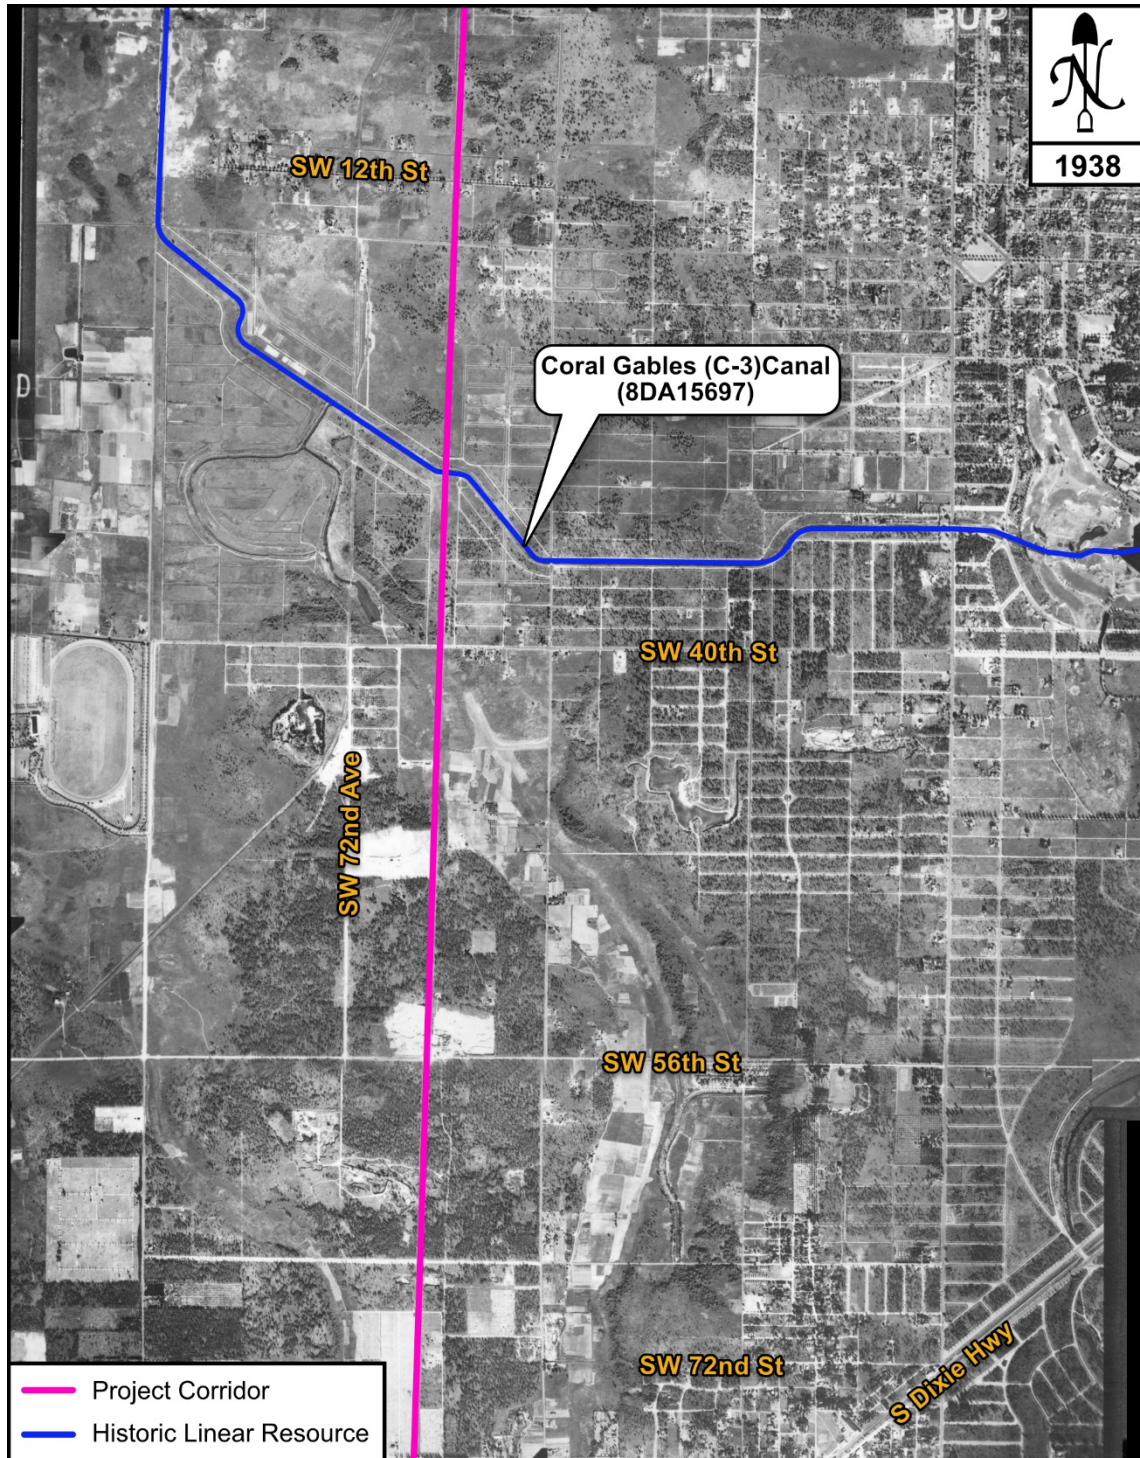 BUP
N
1938
SW 12th St
Coral Gables (C-3)Canal
(8DA15697)
SW 40th St
SW 72nd Ave
SW 56th St
SW 72nd St
S Dixie Hwy
Project Corridor
Historic Linear Resource